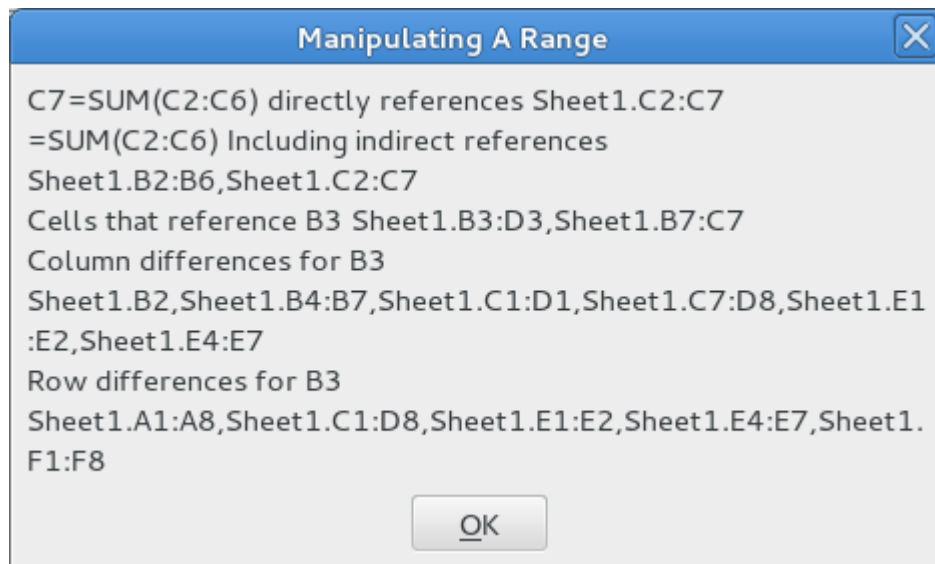 Manipulating A Range
C7=SUM(C2:C6) directly references Sheet1.C2:C7
=SUM(C2:C6) Including indirect references
Sheet1.B2:B6,Sheet1.C2:C7
Cells that reference B3 Sheet1.B3:D3,Sheet1.B7:C7
Column differences for B3
Sheet1.B2,Sheet1.B4:B7,Sheet1.C1:D1,Sheet1.C7:D8,Sheet1.E1
:E2,Sheet1.E4:E7
Row differences for B3
Sheet1.A1:A8,Sheet1.C1:D8,Sheet1.E1:E2,Sheet1.E4:E7,Sheet1.
F1:F8
OK